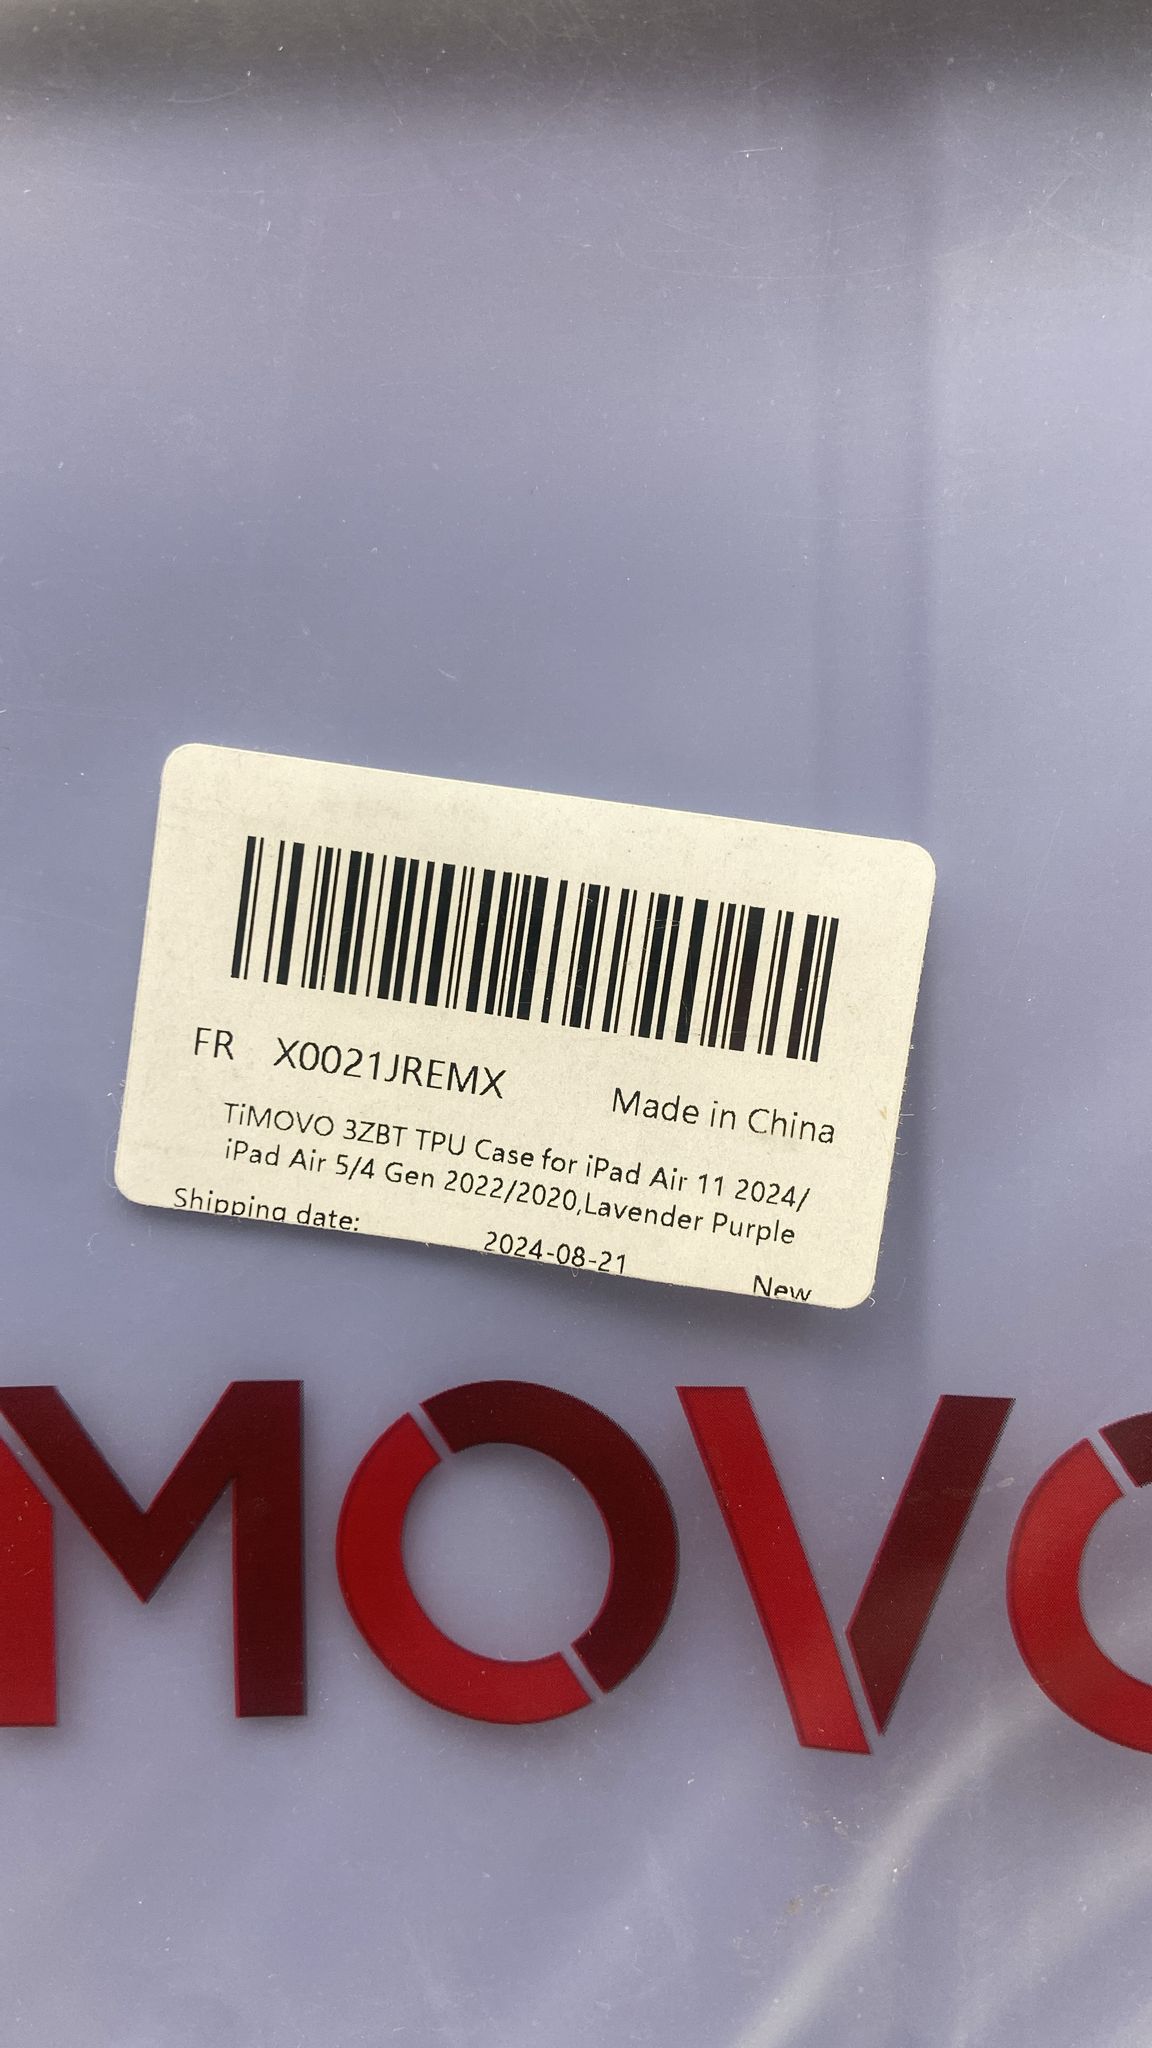 FR X0021JREMX Made in China
TiMOVO 3ZBT TPU Case for iPad Air 11 2024/
iPad Air 5/4 Gen 2022/2020,Lavender Purple
Shipping date: 2024-08-21 New
MOVO